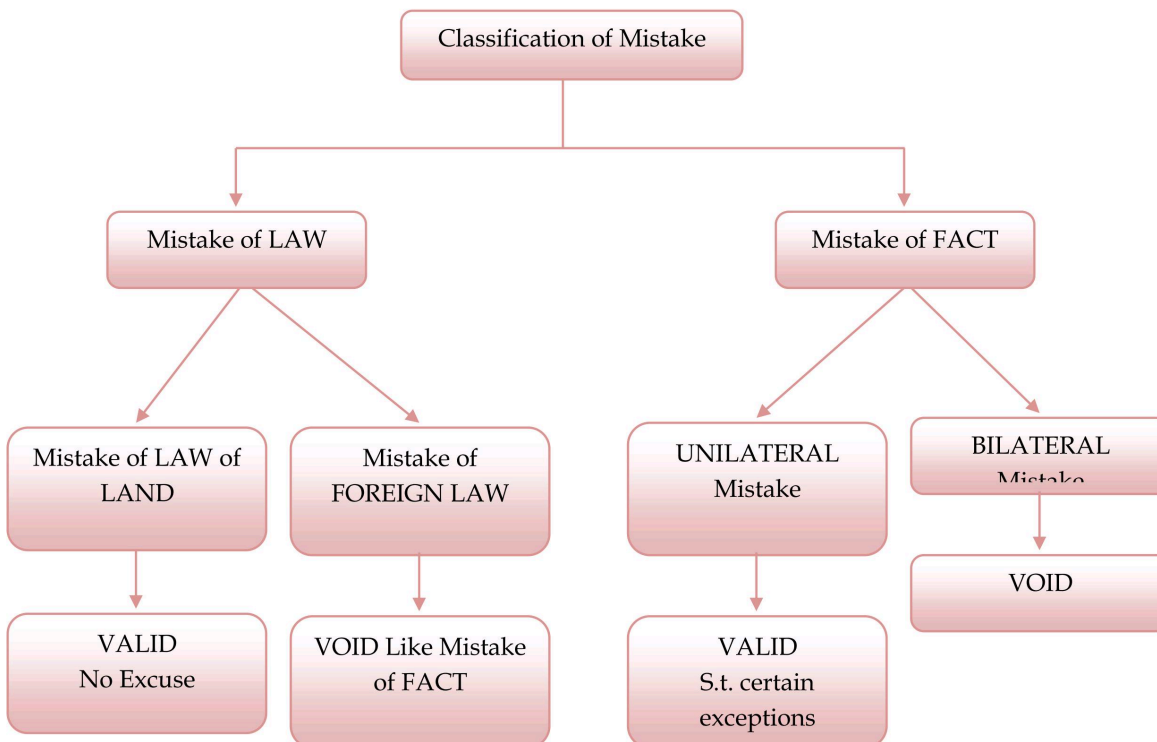 Classification of Mistake
Mistake of LAW
Mistake of FACT
Mistake of LAW of
LAND
Mistake of
FOREIGN LAW
UNILATERAL
Mistake
BILATERAL
Mistake
VALID
No Excuse
VOID Like Mistake
of FACT
VALID
S.t. certain
exceptions
VOID